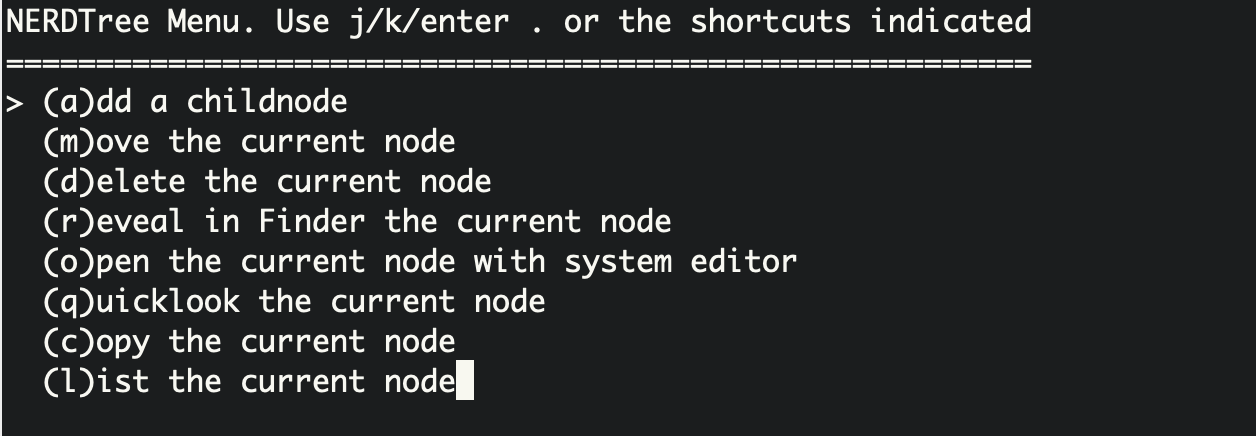 NERDTree Menu. Use j/k/enter . or the shortcuts indicated
=========================================================
> (a)dd a childnode
  (m)ove the current node
  (d)elete the current node
  (r)eveal in Finder the current node
  (o)pen the current node with system editor
  (q)uicklook the current node
  (c)opy the current node
  (l)ist the current node